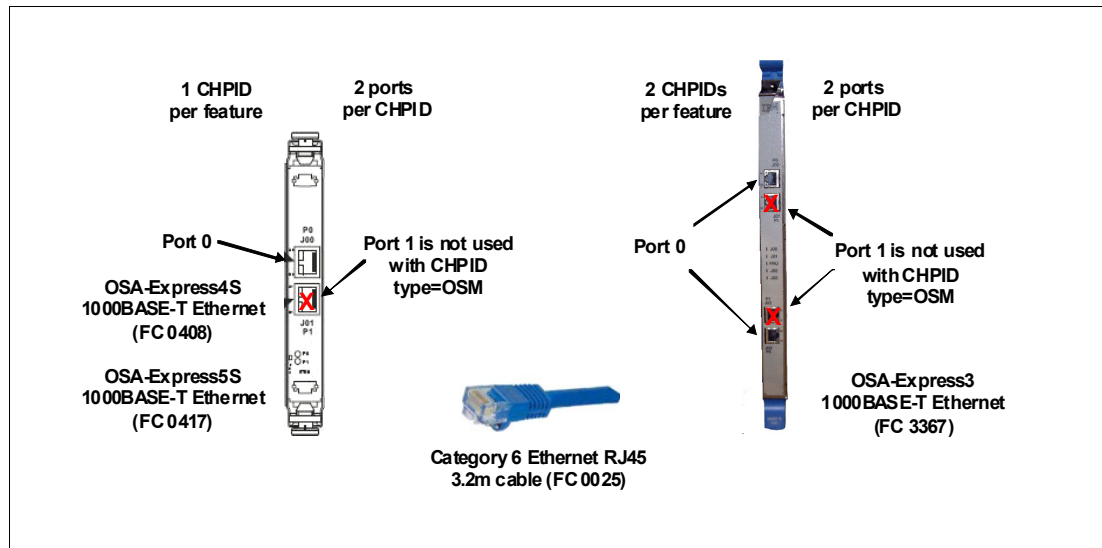 1 CHPID
per feature
2 ports
per CHPID
P0
J00
Port 0
Port 1 is not used
with CHPID
type=OSM
X
J01
P1
OSA-Express4S
1000BASE-T Ethernet
(FC 0408)
OSA-Express5S
1000BASE-T Ethernet
(FC 0417)
2 CHPIDs
per feature
2 ports
per CHPID
X
Port 0
Port 1 is not used
with CHPID
type=OSM
X
OSA-Express3
1000BASE-T Ethernet
(FC 3367)
Category 6 Ethernet RJ45
3.2m cable (FC 0025)